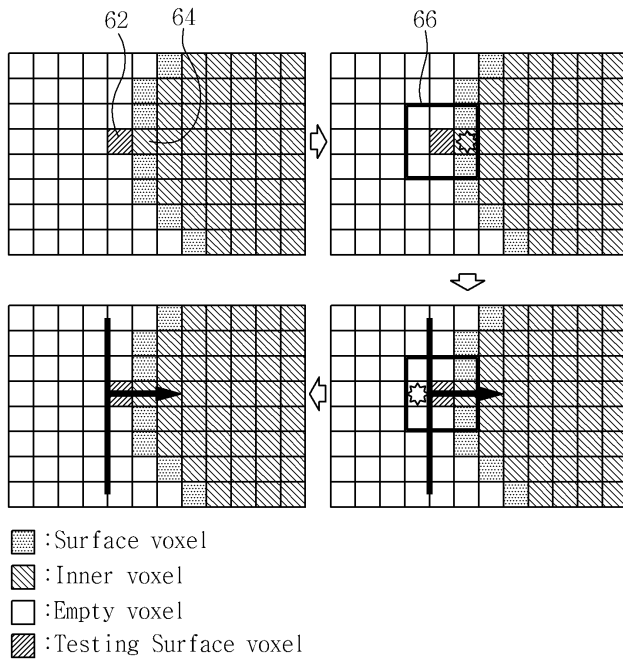 62
64
66
:Surface voxel
:Inner voxel
:Empty voxel
:Testing Surface voxel